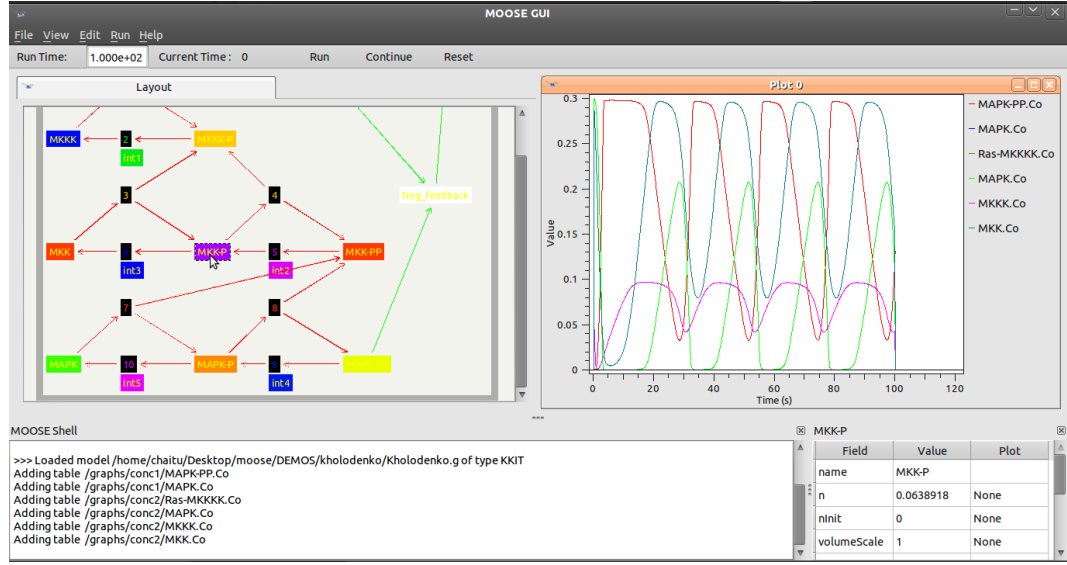 MOOSE GUI
File View Edit Run Help
Run Time: 1.000e+02 Current Time : 0 Run Continue Reset
Layout
MKKK 2 MKKK-P
int1
3 4 Neg_feedback
MKK MKK-P 5 MKK-PP
int3 int2
7 8
MAPK 10 MAPK-P 9
int5 int4
Plot 0
0.3
0.25
0.2
0.15
0.1
0.05
0
Value
0 20 40 60 80 100 120
Time (s)
MAPK-PP.Co
MAPK.Co
Ras-MKKKK.Co
MAPK.Co
MKKK.Co
MKK.Co
MOOSE Shell
>>> Loaded model /home/chaitu/Desktop/moose/DEMOS/kholodenko/Kholodenko.g of type KKIT
Adding table /graphs/conc1/MAPK-PP.Co
Adding table /graphs/conc1/MAPK.Co
Adding table /graphs/conc2/Ras-MKKKK.Co
Adding table /graphs/conc2/MAPK.Co
Adding table /graphs/conc2/MKKK.Co
Adding table /graphs/conc2/MKK.Co
MKK-P
Field Value Plot
name MKK-P
n 0.0638918 None
nInit 0 None
volumeScale 1 None